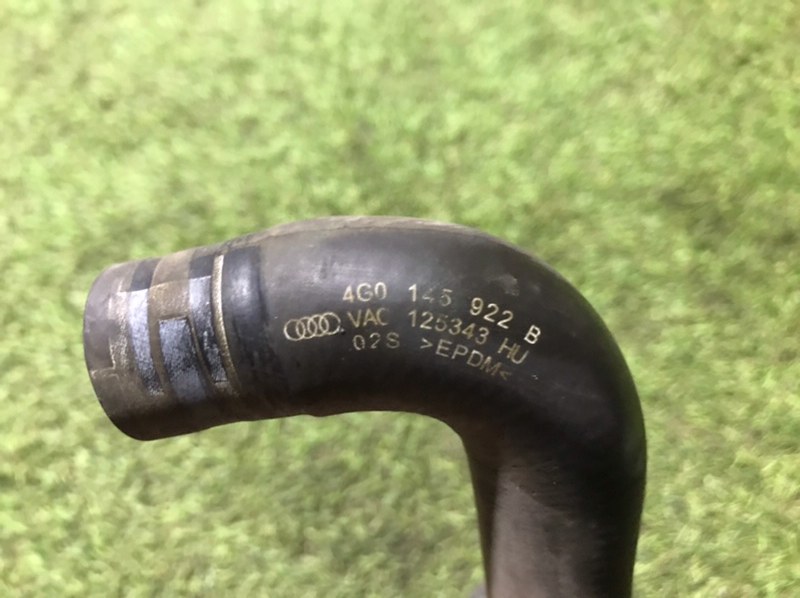 4G0 145 922 B
VAC 125343 HU
02S >EPDM<